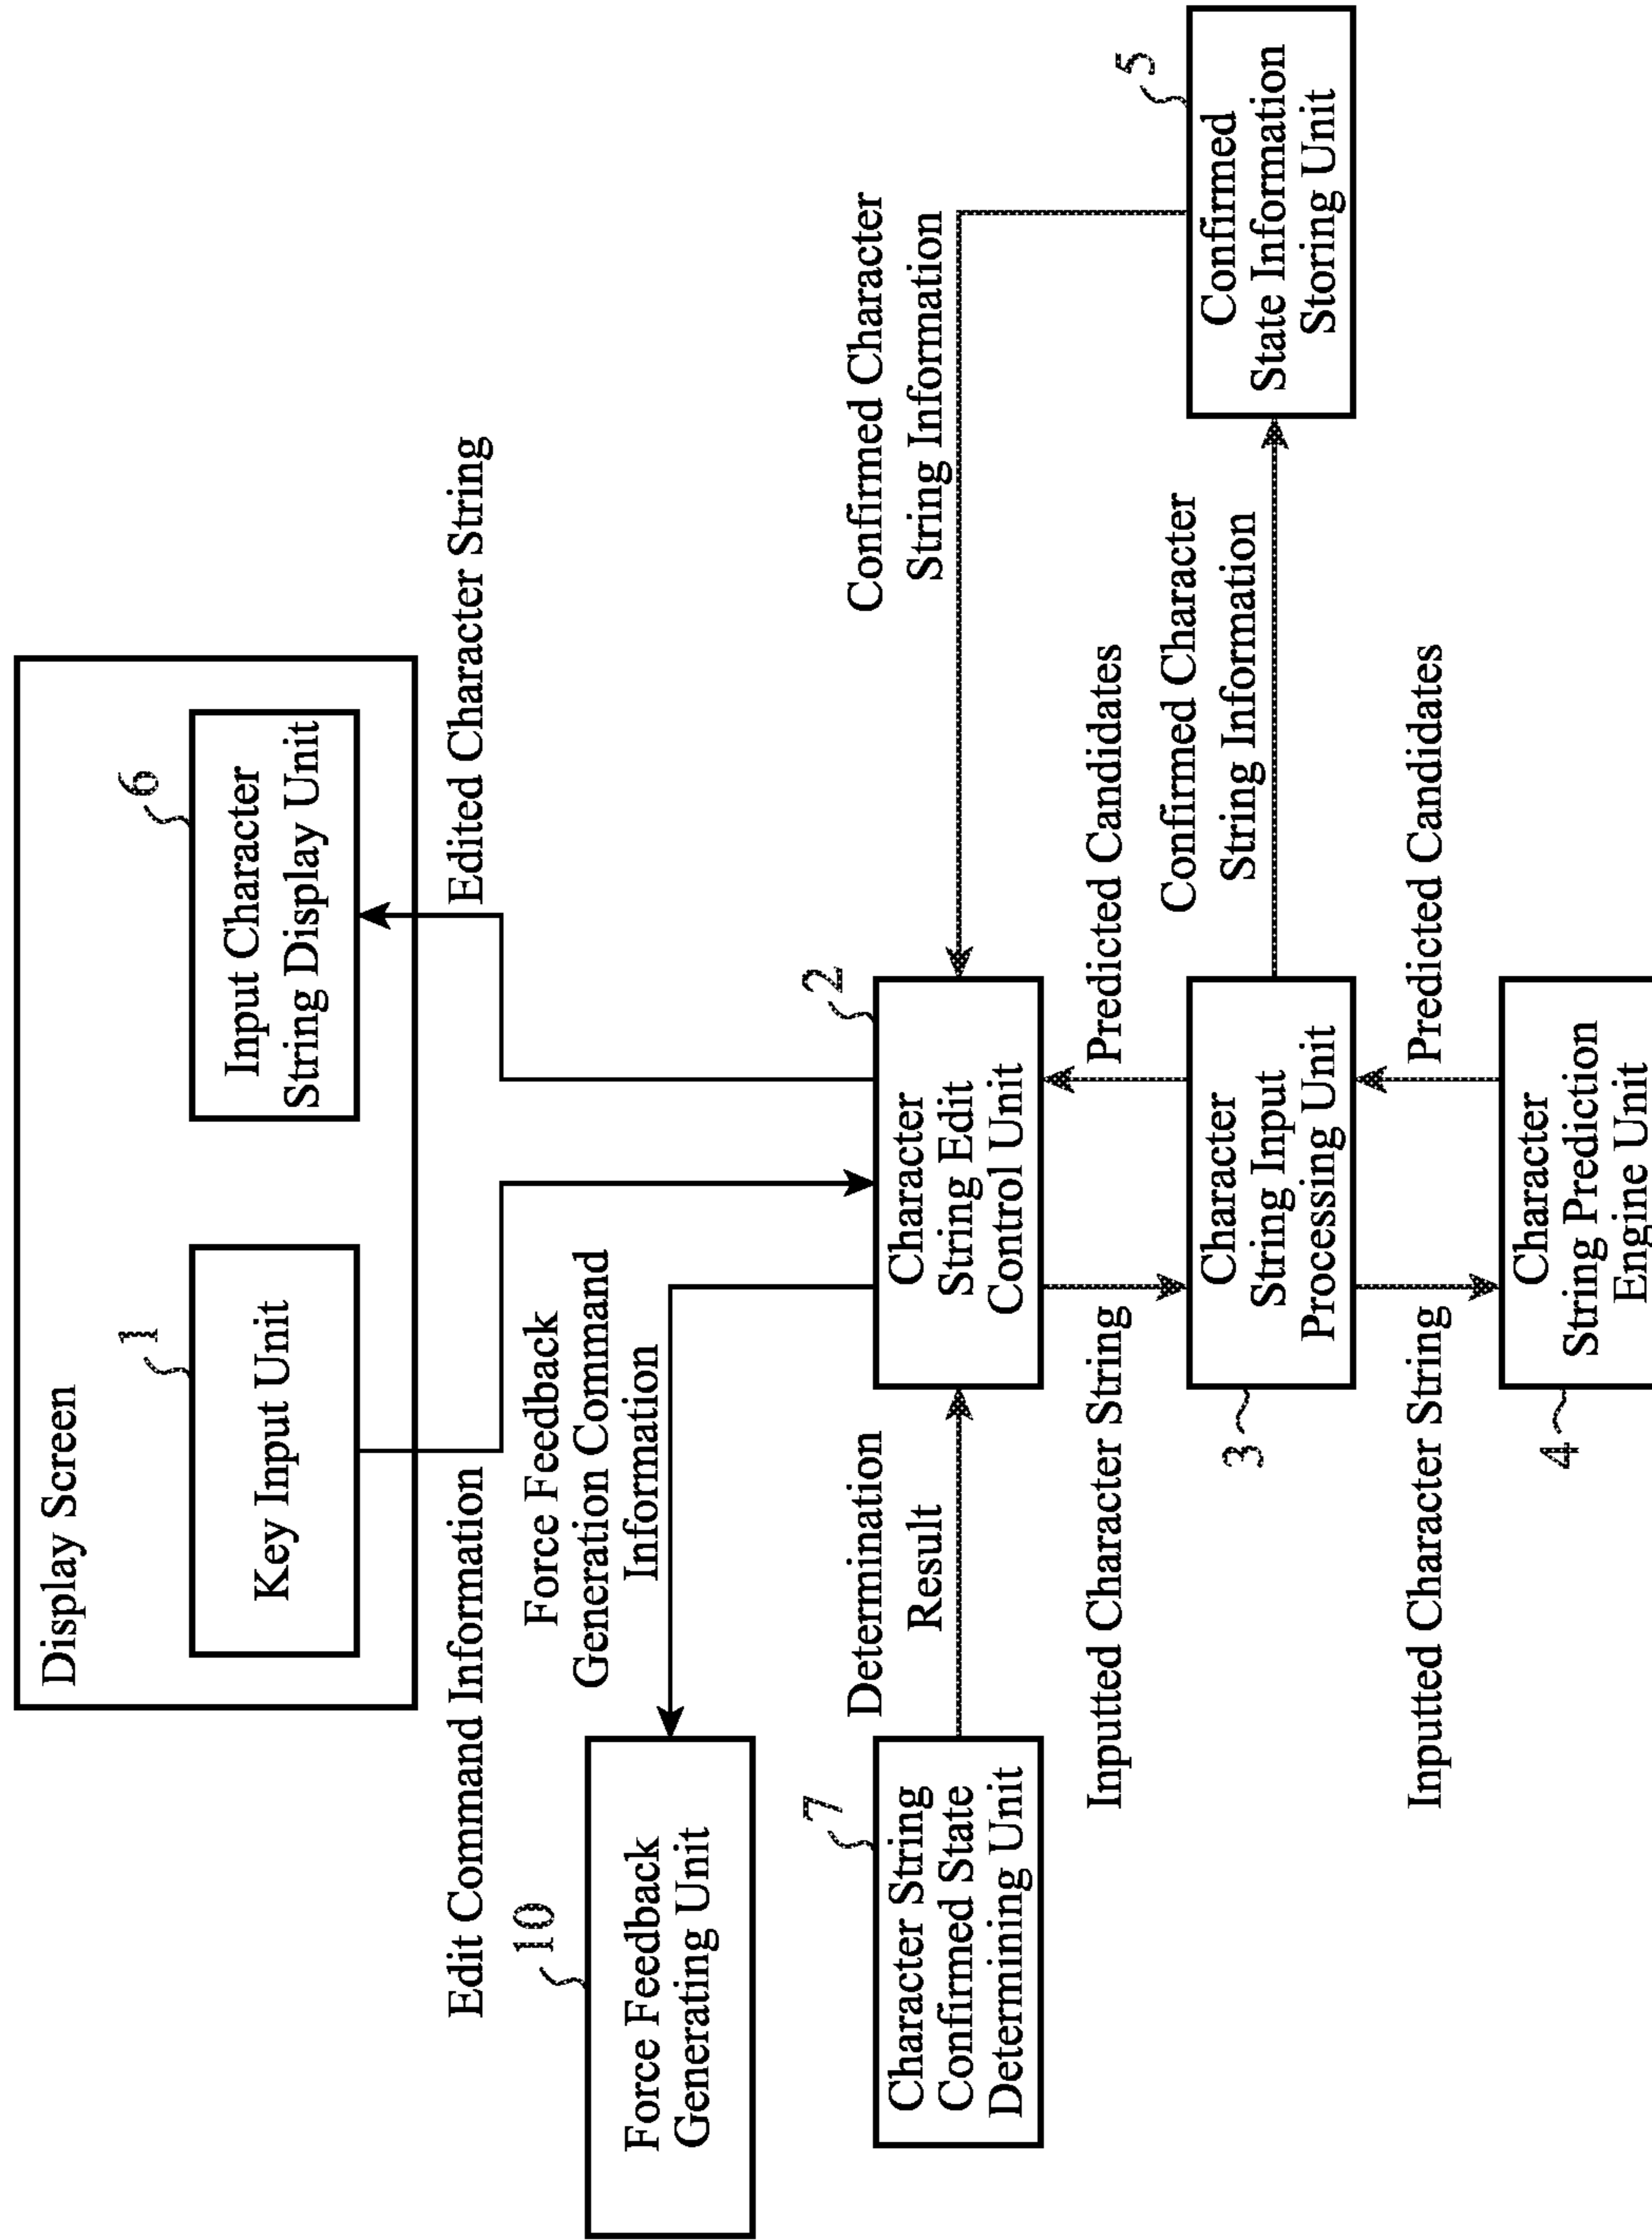 Display Screen
1
Key Input Unit
6
Input Character
String Display Unit
Edit Command Information
Edited Character String
10
Force Feedback
Generating Unit
Force Feedback
Generation Command
Information
7
Character String
Confirmed State
Determining Unit
Determination
Result
2
Character
String Edit
Control Unit
Confirmed Character
String Information
Inputted Character String
Predicted Candidates
3
Character
String Input
Processing Unit
Confirmed Character
String Information
5
Confirmed
State Information
Storing Unit
Inputted Character String
Predicted Candidates
4
Character
String Prediction
Engine Unit